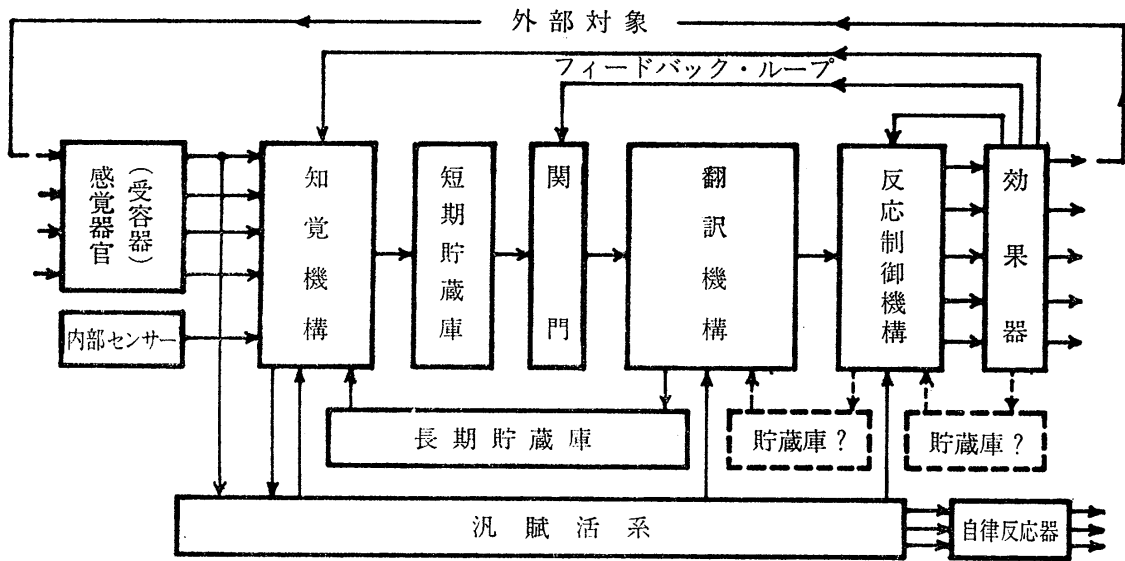 外部対象
フィードバック・ループ
感覚器官
(受容器)
内部センサー
知覚機構
短期貯蔵庫
関門
翻訳機構
反応制御機構
効果器
長期貯蔵庫
貯蔵庫?
貯蔵庫?
汎賦活系
自律反応器